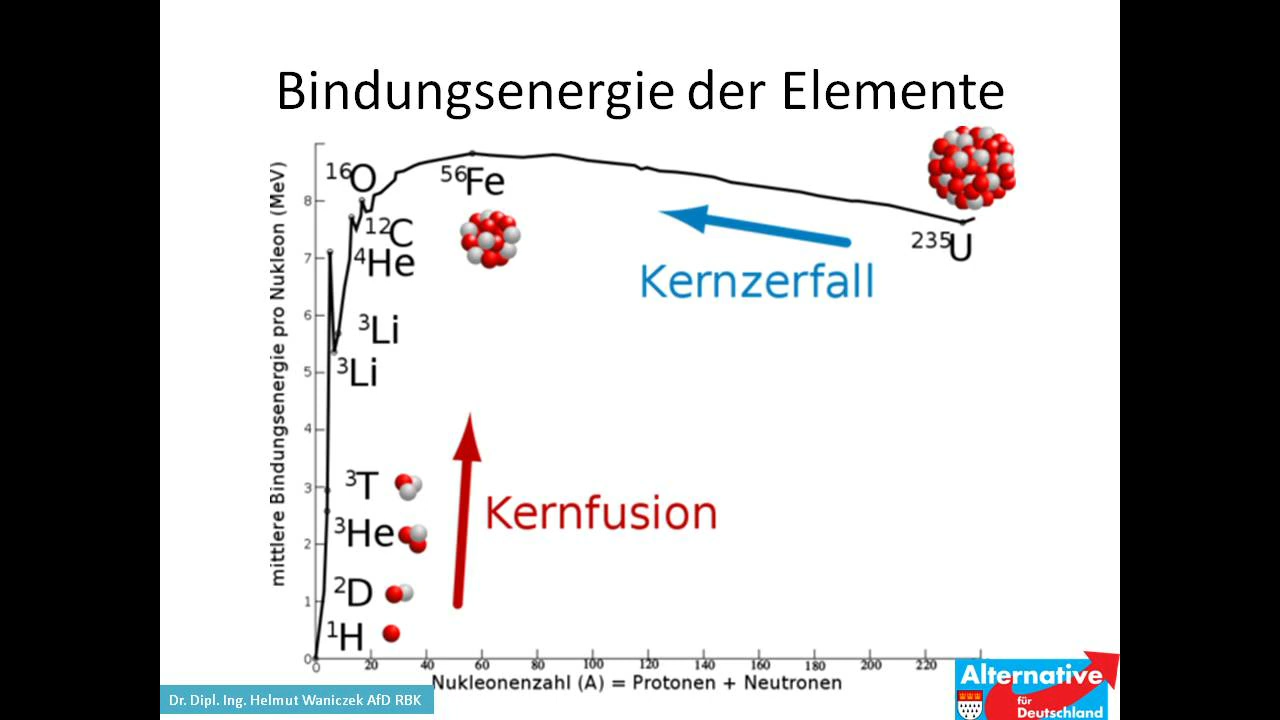 Bindungsenergie der Elemente
mittlere Bindungsenergie pro Nukleon (MeV)
8
7
6
5
4
3
2
1
0
¹⁶O
⁵⁶Fe
¹²C
⁴He
³Li
³Li
³T
³He
²D
¹H
²³⁵U
Kernzerfall
Kernfusion
0 20 40 60 80 100 120 140 160 180 200 220
Nukleonenzahl (A) = Protonen + Neutronen
Dr. Dipl. Ing. Helmut Waniczek AfD RBK
Alternative
für
Deutschland